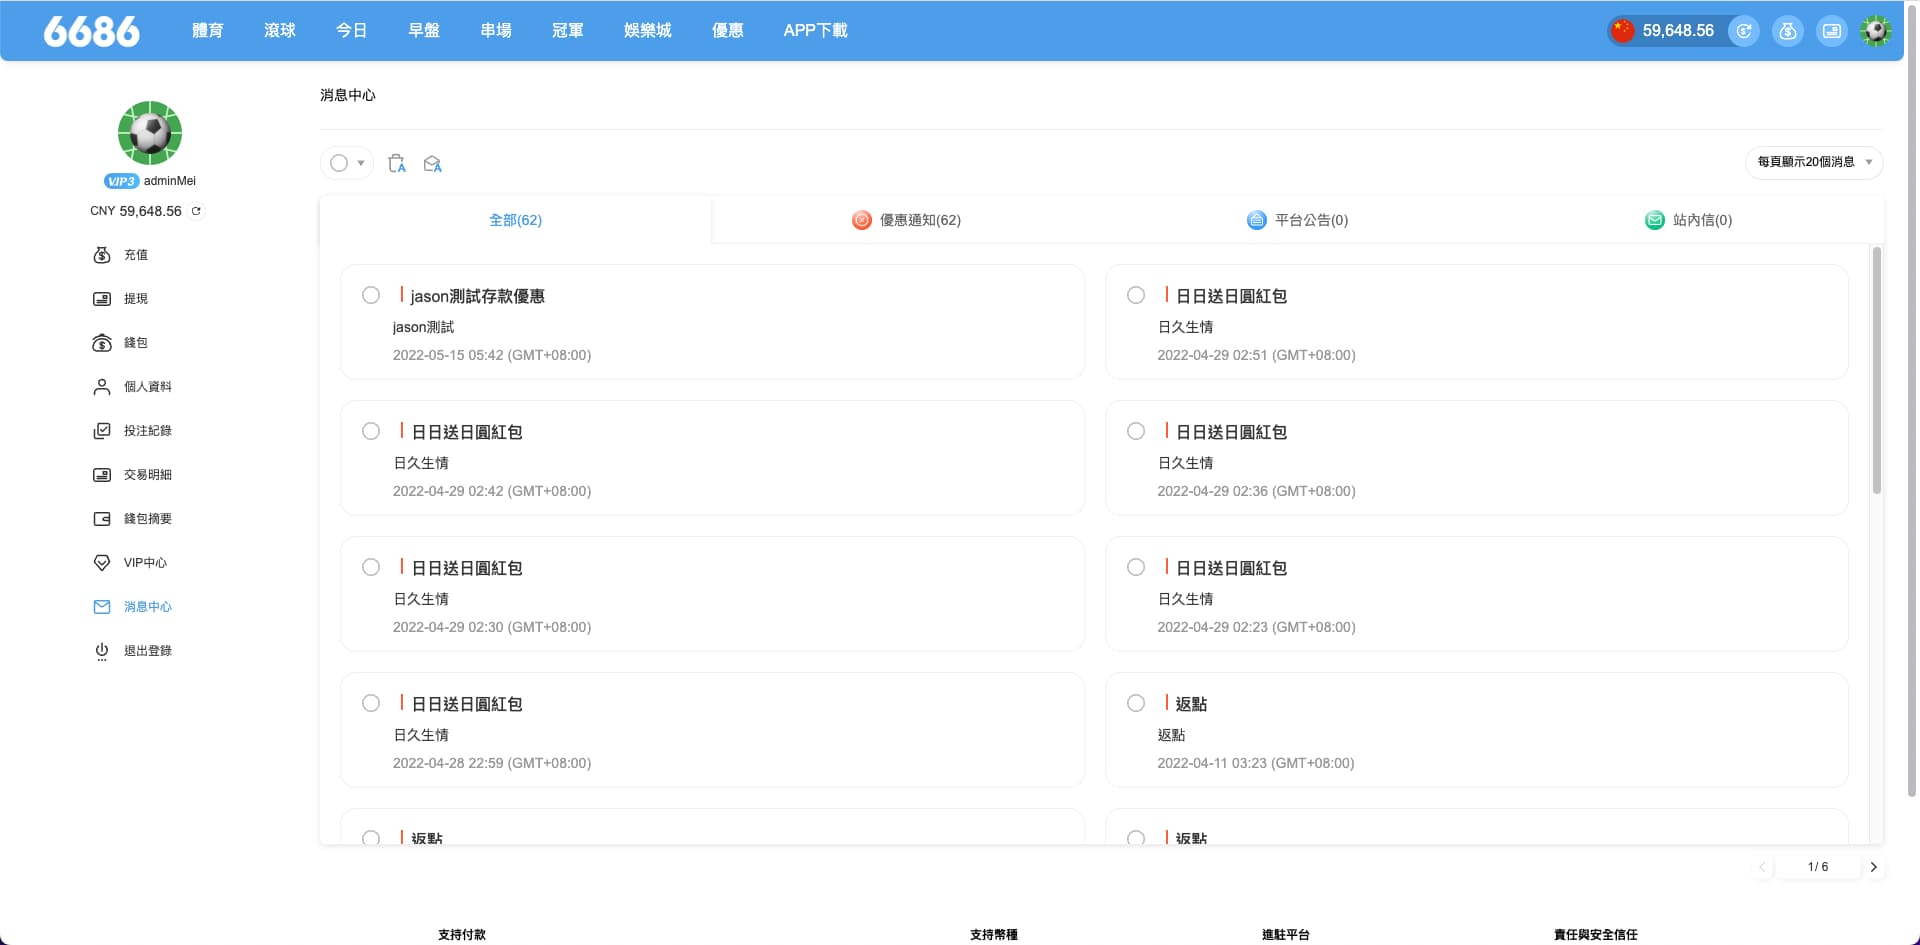 6686
體育
滾球
今日
早盤
串場
冠軍
娛樂城
優惠
APP下載
59,648.56
VIP3 adminMei
CNY 59,648.56
充值
提現
錢包
個人資料
投注紀錄
交易明細
錢包摘要
VIP中心
消息中心
退出登錄
消息中心
每頁顯示20個消息
全部(62)
優惠通知(62)
平台公告(0)
站內信(0)
jason測試存款優惠
jason測試
2022-05-15 05:42 (GMT+08:00)
日日送日圓紅包
日久生情
2022-04-29 02:51 (GMT+08:00)
日日送日圓紅包
日久生情
2022-04-29 02:42 (GMT+08:00)
日日送日圓紅包
日久生情
2022-04-29 02:36 (GMT+08:00)
日日送日圓紅包
日久生情
2022-04-29 02:30 (GMT+08:00)
日日送日圓紅包
日久生情
2022-04-29 02:23 (GMT+08:00)
日日送日圓紅包
日久生情
2022-04-28 22:59 (GMT+08:00)
返點
返點
2022-04-11 03:23 (GMT+08:00)
返點
返點
1/ 6
支持付款
支持幣種
進駐平台
責任與安全信任